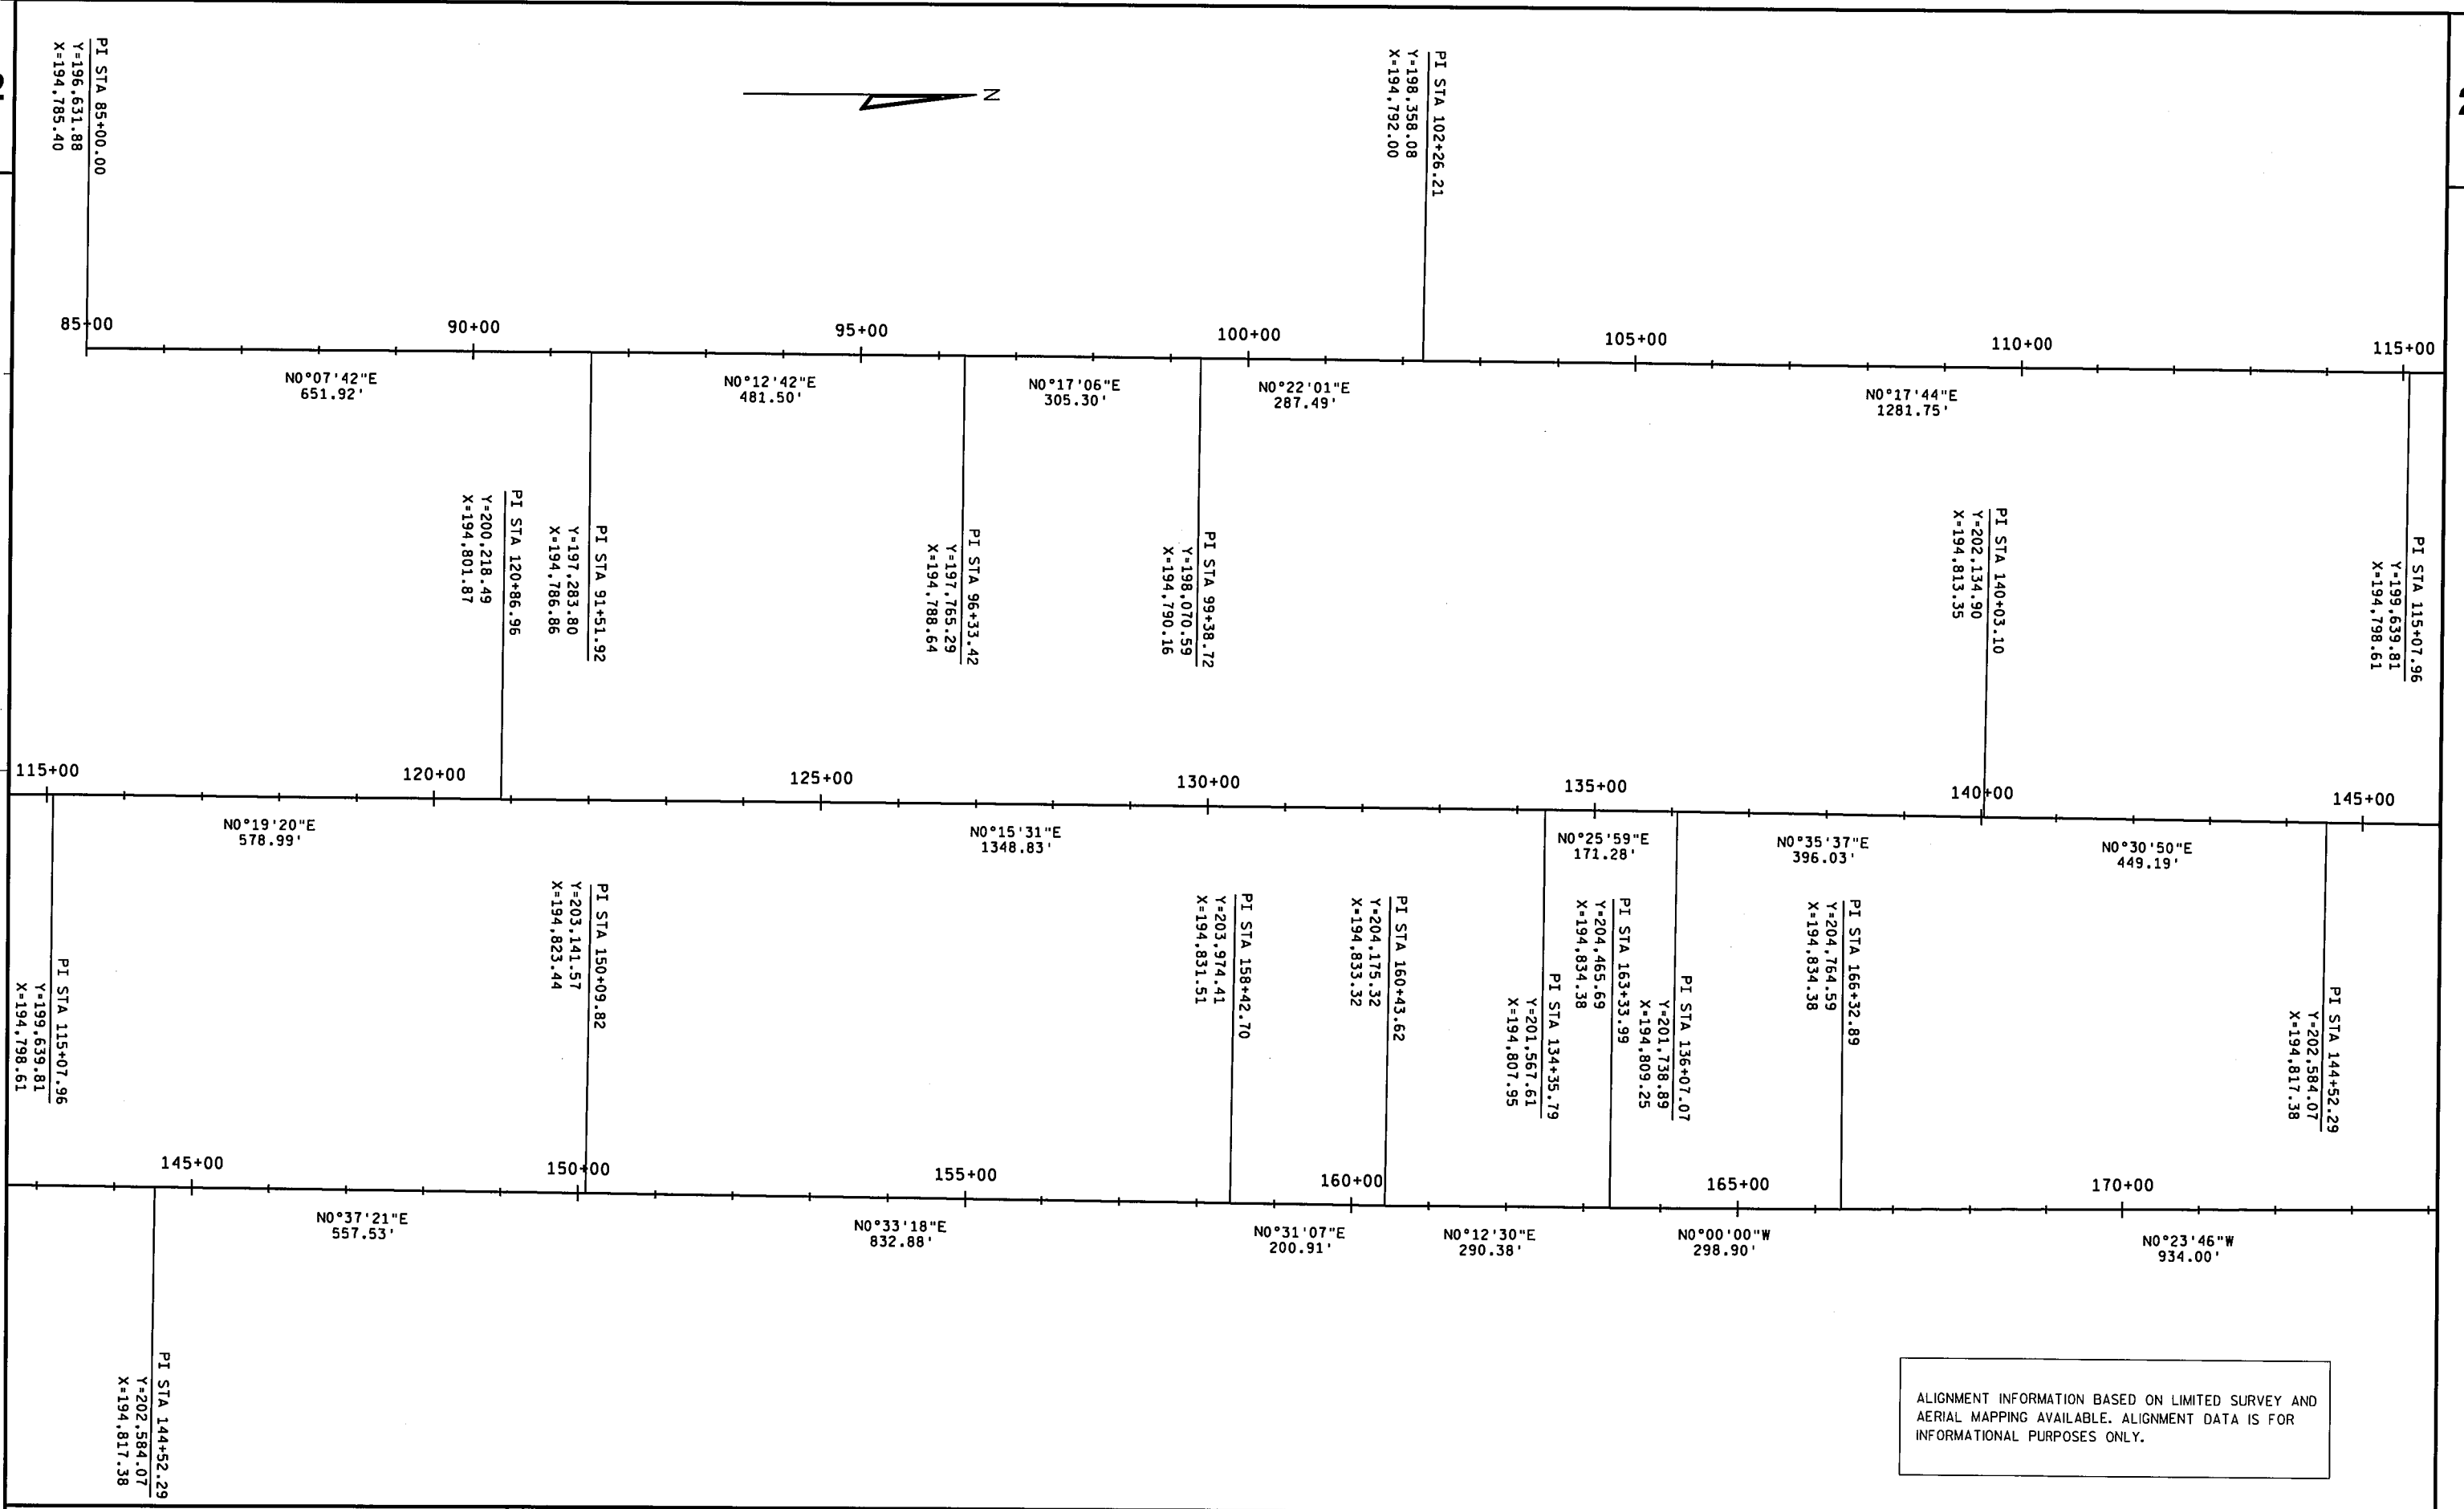 PI STA 85+00.00
Y=196,631.88
X=194,785.40
N
PI STA 102+26.21
Y=198,358.08
X=194,792.00
85+00
90+00
95+00
100+00
105+00
110+00
115+00
N0°07'42"E
651.92'
N0°12'42"E
481.50'
N0°17'06"E
305.30'
N0°22'01"E
287.49'
N0°17'44"E
1281.75'
PI STA 120+86.96
Y=200,218.49
X=194,801.87
PI STA 91+51.92
Y=197,283.80
X=194,786.86
PI STA 96+33.42
Y=197,765.29
X=194,788.64
PI STA 99+38.72
Y=198,070.59
X=194,790.16
PI STA 140+03.10
Y=202,134.90
X=194,813.35
PI STA 115+07.96
Y=199,639.81
X=194,798.61
115+00
120+00
125+00
130+00
135+00
140+00
145+00
N0°19'20"E
578.99'
N0°15'31"E
1348.83'
N0°25'59"E
171.28'
N0°35'37"E
396.03'
N0°30'50"E
449.19'
PI STA 115+07.96
Y=199,639.81
X=194,798.61
PI STA 150+09.82
Y=203,141.57
X=194,823.44
PI STA 158+42.70
Y=203,974.41
X=194,831.51
PI STA 160+43.62
Y=204,175.32
X=194,833.32
PI STA 134+35.79
Y=201,567.61
X=194,807.95
PI STA 163+33.99
Y=204,465.69
X=194,834.38
PI STA 136+07.07
Y=201,738.89
X=194,809.25
PI STA 166+32.89
Y=204,764.59
X=194,834.38
PI STA 144+52.29
Y=202,584.07
X=194,817.38
145+00
150+00
155+00
160+00
165+00
170+00
N0°37'21"E
557.53'
N0°33'18"E
832.88'
N0°31'07"E
200.91'
N0°12'30"E
290.38'
N0°00'00"W
298.90'
N0°23'46"W
934.00'
PI STA 144+52.29
Y=202,584.07
X=194,817.38
ALIGNMENT INFORMATION BASED ON LIMITED SURVEY AND
AERIAL MAPPING AVAILABLE. ALIGNMENT DATA IS FOR
INFORMATIONAL PURPOSES ONLY.